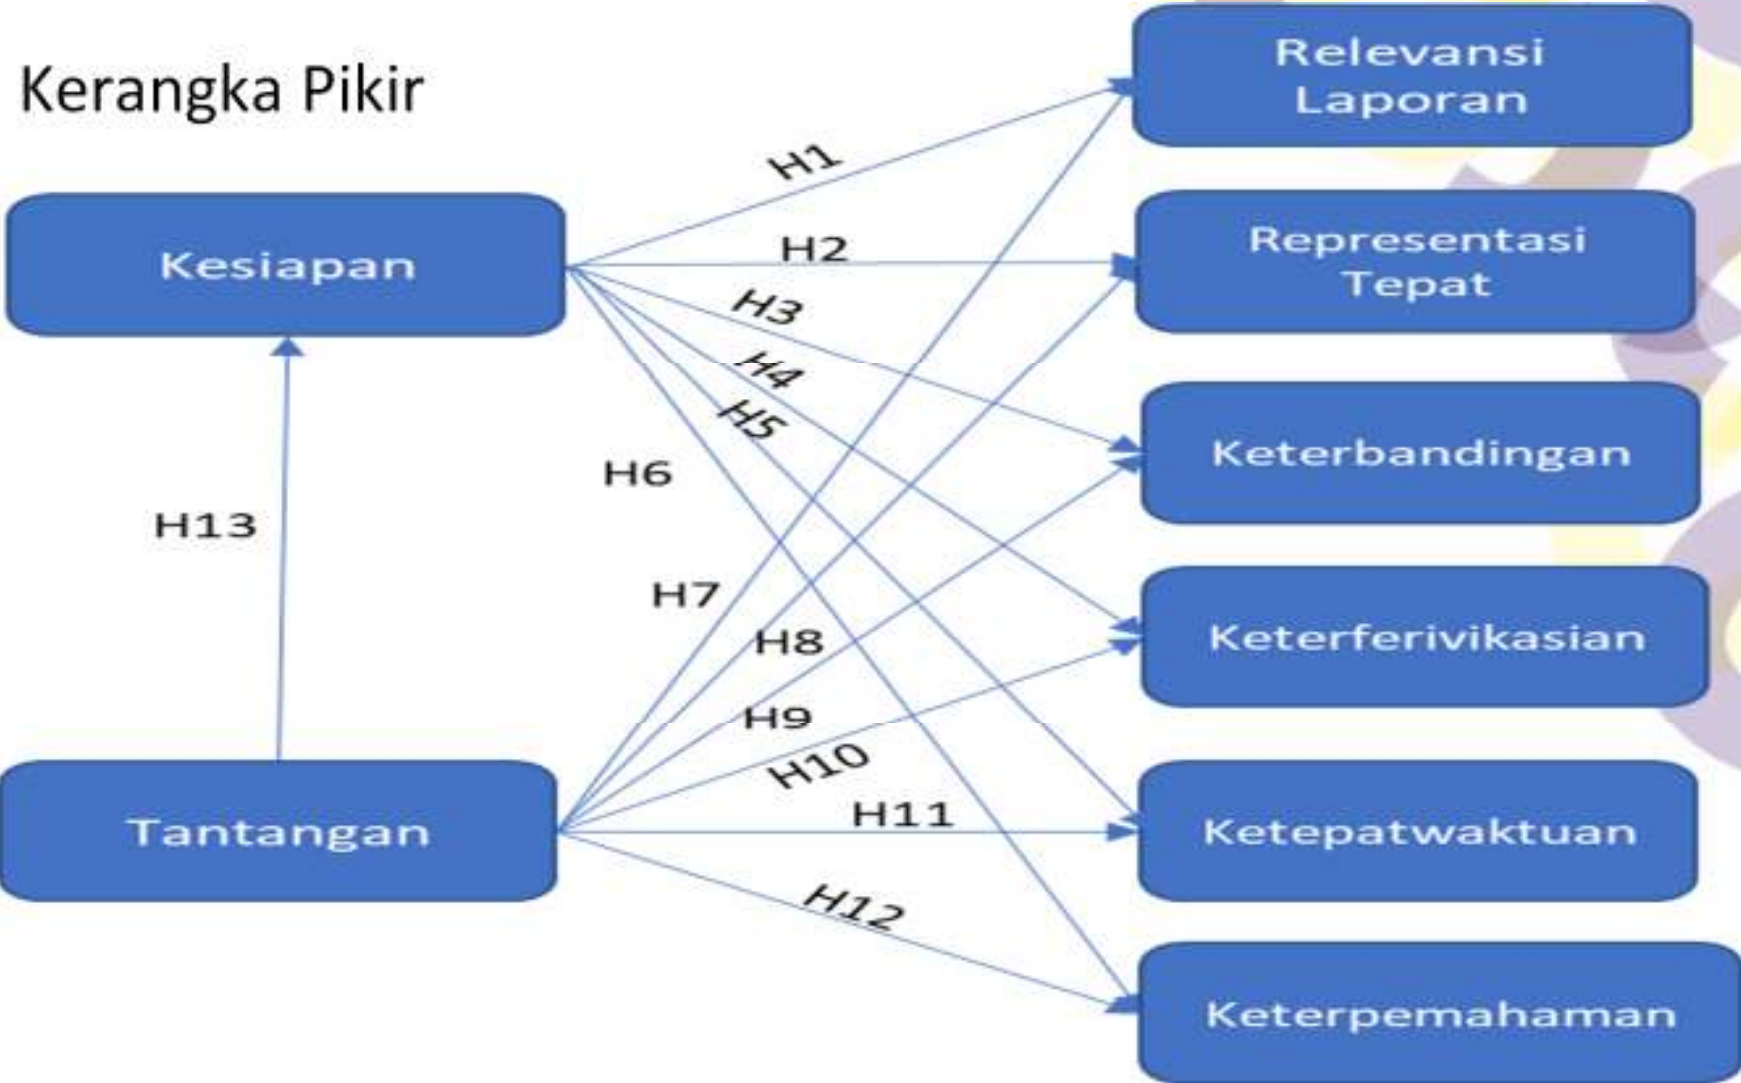 Kerangka Pikir
Relevansi
Laporan
H1
Kesiapan
H2
Representasi
Tepat
H3
H4
H5
H6
Keterbandingan
H13
H7
H8
Keterferivikasian
H9
H10
H11
Tantangan
Ketepatwaktuan
H12
Keterpemahaman